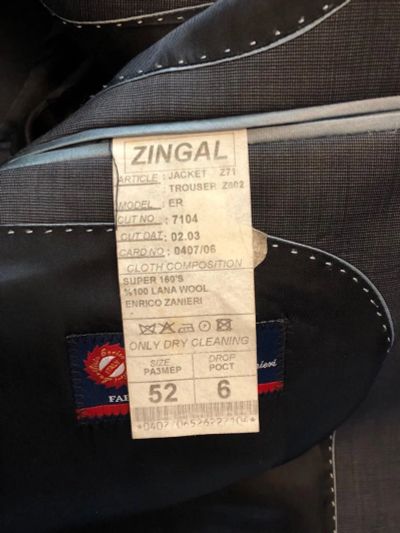 ZINGAL
ARTICLE : JACKET Z71
TROUSER Z602
MODEL : ER
CUT NO : 7104
CUT DAT: 02.03
CARD NO : 0407/06
CLOTH COMPOSITION
SUPER 160'S
%100 LANA WOOL
ENRICO ZANIERI
ONLY DRY CLEANING
SIZE DROP
РАЗМЕР РОСТ
52 6
FAB